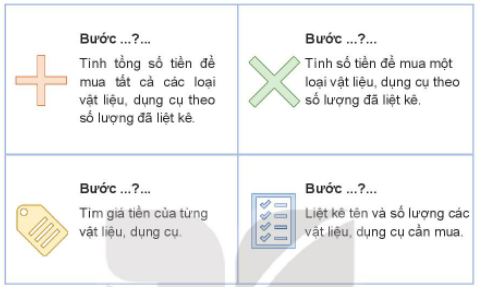 Bước ...?...
Tính tổng số tiền để
mua tất cả các loại
vật liệu, dụng cụ theo
số lượng đã liệt kê.
Bước ...?...
Tính số tiền để mua một
loại vật liệu, dụng cụ theo
số lượng đã liệt kê.
Bước ...?...
Tìm giá tiền của từng
vật liệu, dụng cụ.
Bước ...?...
Liệt kê tên và số lượng các
vật liệu, dụng cụ cần mua.